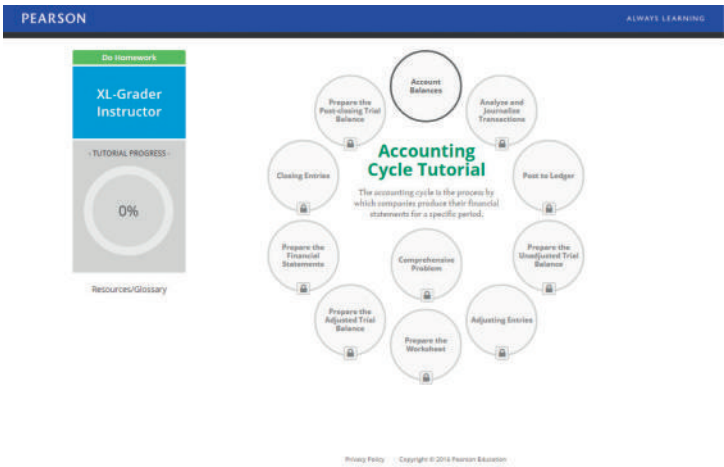 PEARSON
ALWAYS LEARNING
Do Homework
XL-Grader
Instructor
- TUTORIAL PROGRESS -
0%
Resources/Glossary
Account
Balances
Analyze and
Journalize
Transactions
Post to Ledger
Prepare the
Unadjusted Trial
Balance
Adjusting Entries
Prepare the
Worksheet
Prepare the
Adjusted Trial
Balance
Prepare the
Financial
Statements
Closing Entries
Prepare the
Post-closing Trial
Balance
Accounting
Cycle Tutorial
The accounting cycle is the process by
which companies produce their financial
statements for a specific period.
Comprehensive
Problem
Privacy Policy
Copyright © 2016 Pearson Education